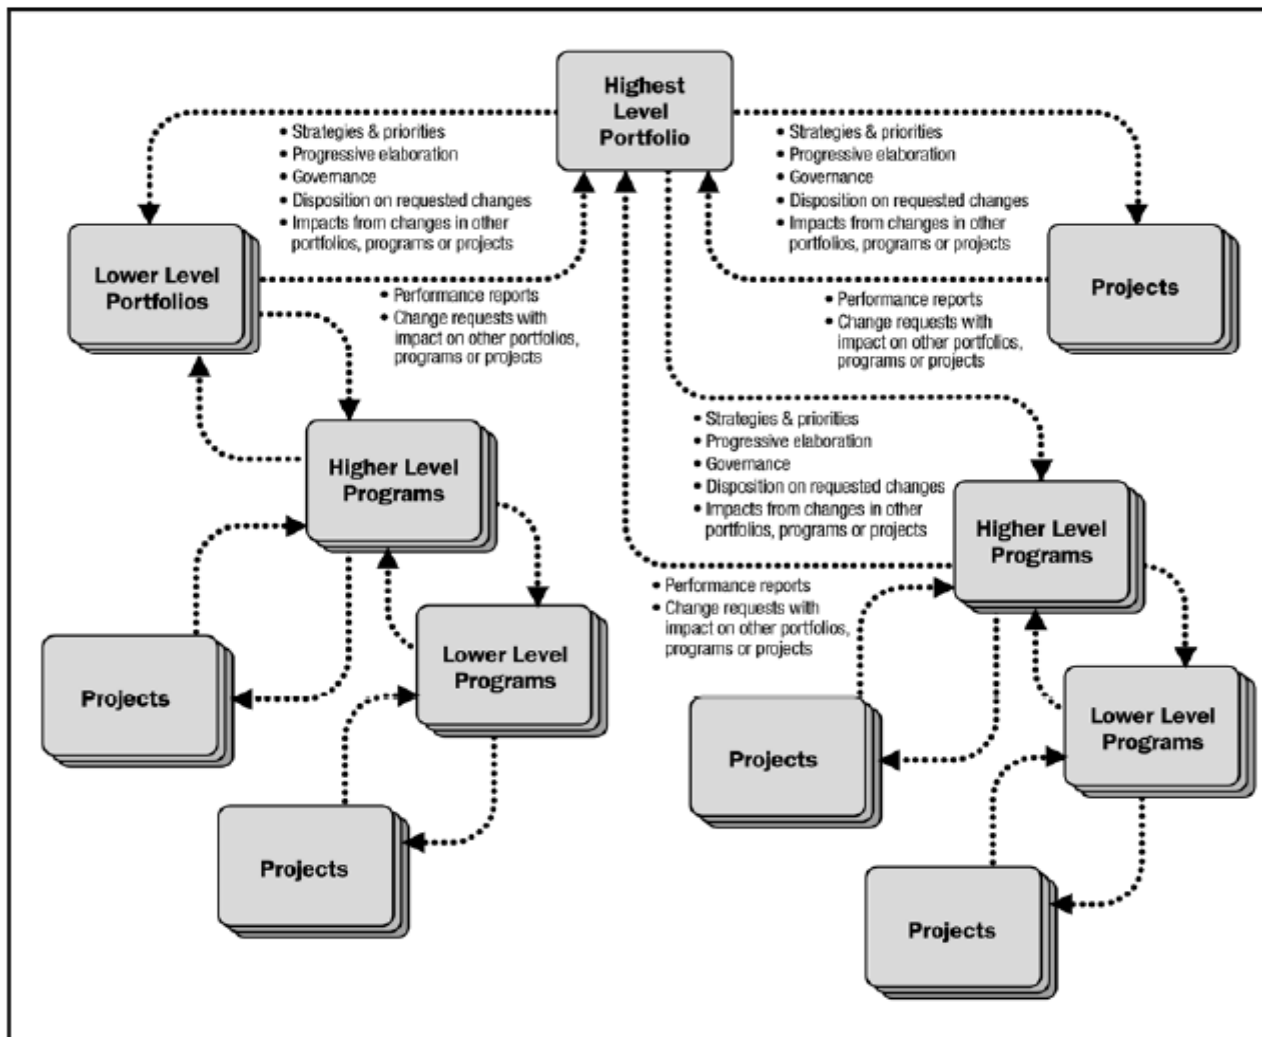 Highest
Level
Portfolio
• Strategies & priorities
• Progressive elaboration
• Governance
• Disposition on requested changes
• Impacts from changes in other
portfolios, programs or projects
• Strategies & priorities
• Progressive elaboration
• Governance
• Disposition on requested changes
• Impacts from changes in other
portfolios, programs or projects
Lower Level
Portfolios
Projects
• Performance reports
• Change requests with
impact on other portfolios,
programs or projects
• Performance reports
• Change requests with
impact on other portfolios,
programs or projects
• Strategies & priorities
• Progressive elaboration
• Governance
• Disposition on requested changes
• Impacts from changes in other
portfolios, programs or projects
Higher Level
Programs
Higher Level
Programs
• Performance reports
• Change requests with
impact on other portfolios,
programs or projects
Lower Level
Programs
Projects
Lower Level
Programs
Projects
Projects
Projects